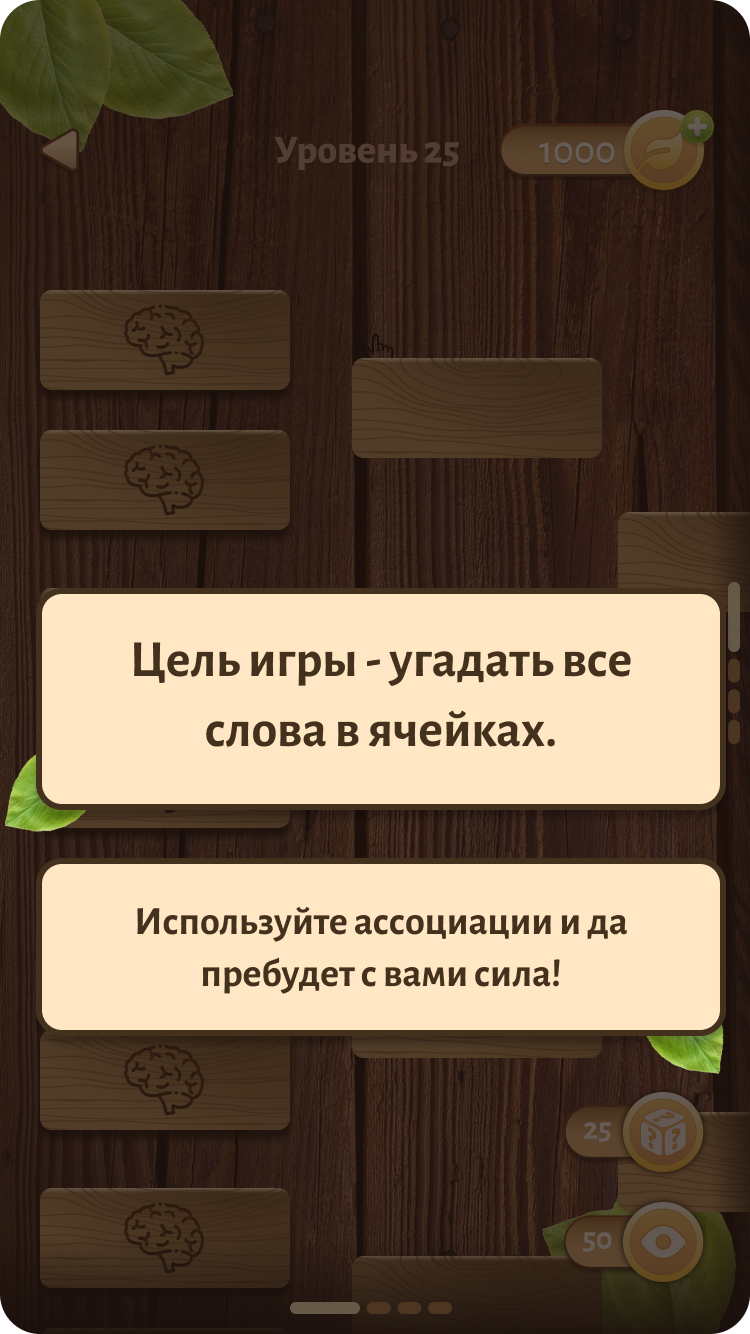 Уровень 25
1000
Цель игры - угадать все
слова в ячейках.
Используйте ассоциации и да
пребудет с вами сила!
25
50